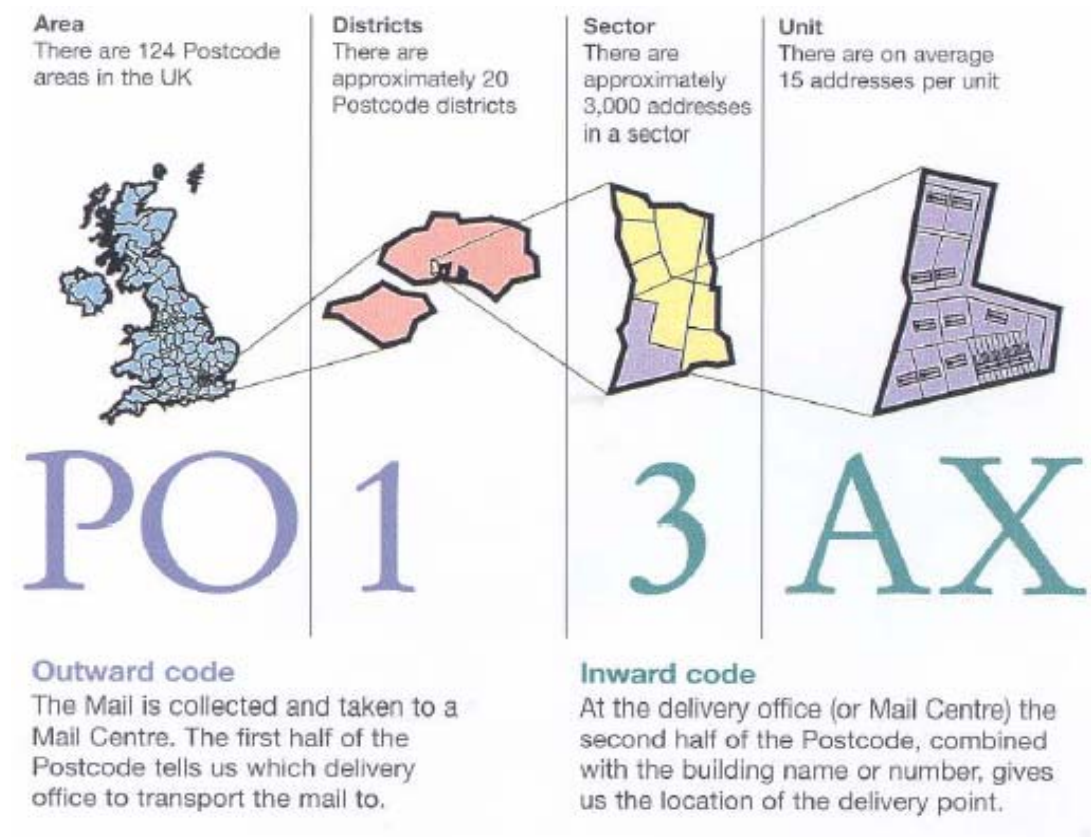 Area
There are 124 Postcode
areas in the UK
Districts
There are
approximately 20
Postcode districts
Sector
There are
approximately
3,000 addresses
in a sector
Unit
There are on average
15 addresses per unit
PO 1 3 AX
Outward code
The Mail is collected and taken to a
Mail Centre. The first half of the
Postcode tells us which delivery
office to transport the mail to.
Inward code
At the delivery office (or Mail Centre) the
second half of the Postcode, combined
with the building name or number, gives
us the location of the delivery point.